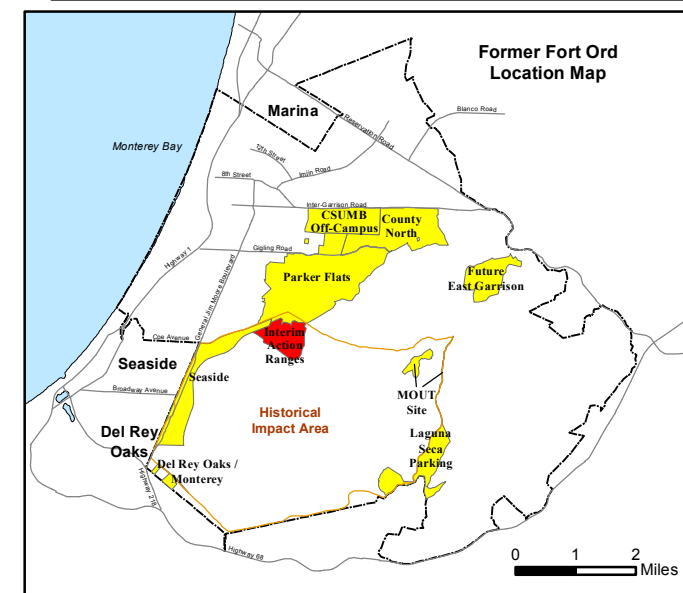 Former Fort Ord
Location Map
Marina
Blanco Road
Reservation Road
Monterey Bay
12th Street
Imjin Road
8th Street
Inter-Garrison Road
CSUMB
Off-Campus
County
North
Highway 1
Gigling Road
General Jim Moore Boulevard
Parker Flats
Future
East Garrison
Coe Avenue
Interim
Action
Ranges
Seaside
Seaside
Broadway Avenue
MOUT
Site
Historical
Impact Area
Del Rey
Oaks
Laguna
Seca
Parking
Del Rey Oaks /
Monterey
Highway 218
Highway 68
0 1 2
Miles